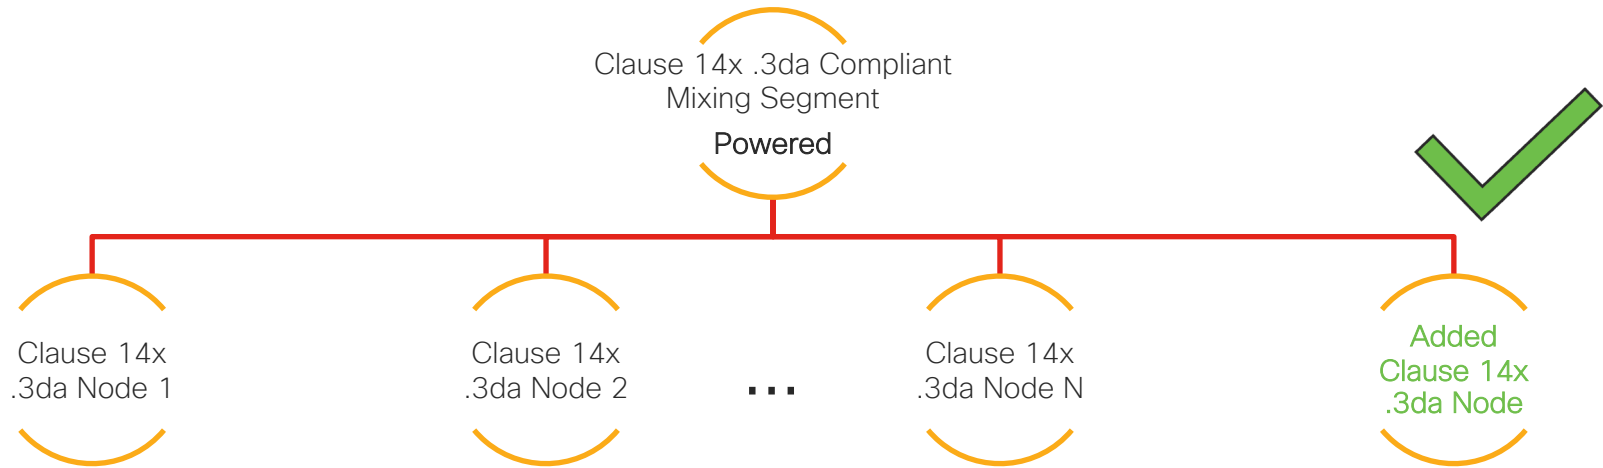 Clause 14x .3da Compliant
Mixing Segment
Powered
Clause 14x
.3da Node 1
Clause 14x
.3da Node 2
...
Clause 14x
.3da Node N
Added
Clause 14x
.3da Node